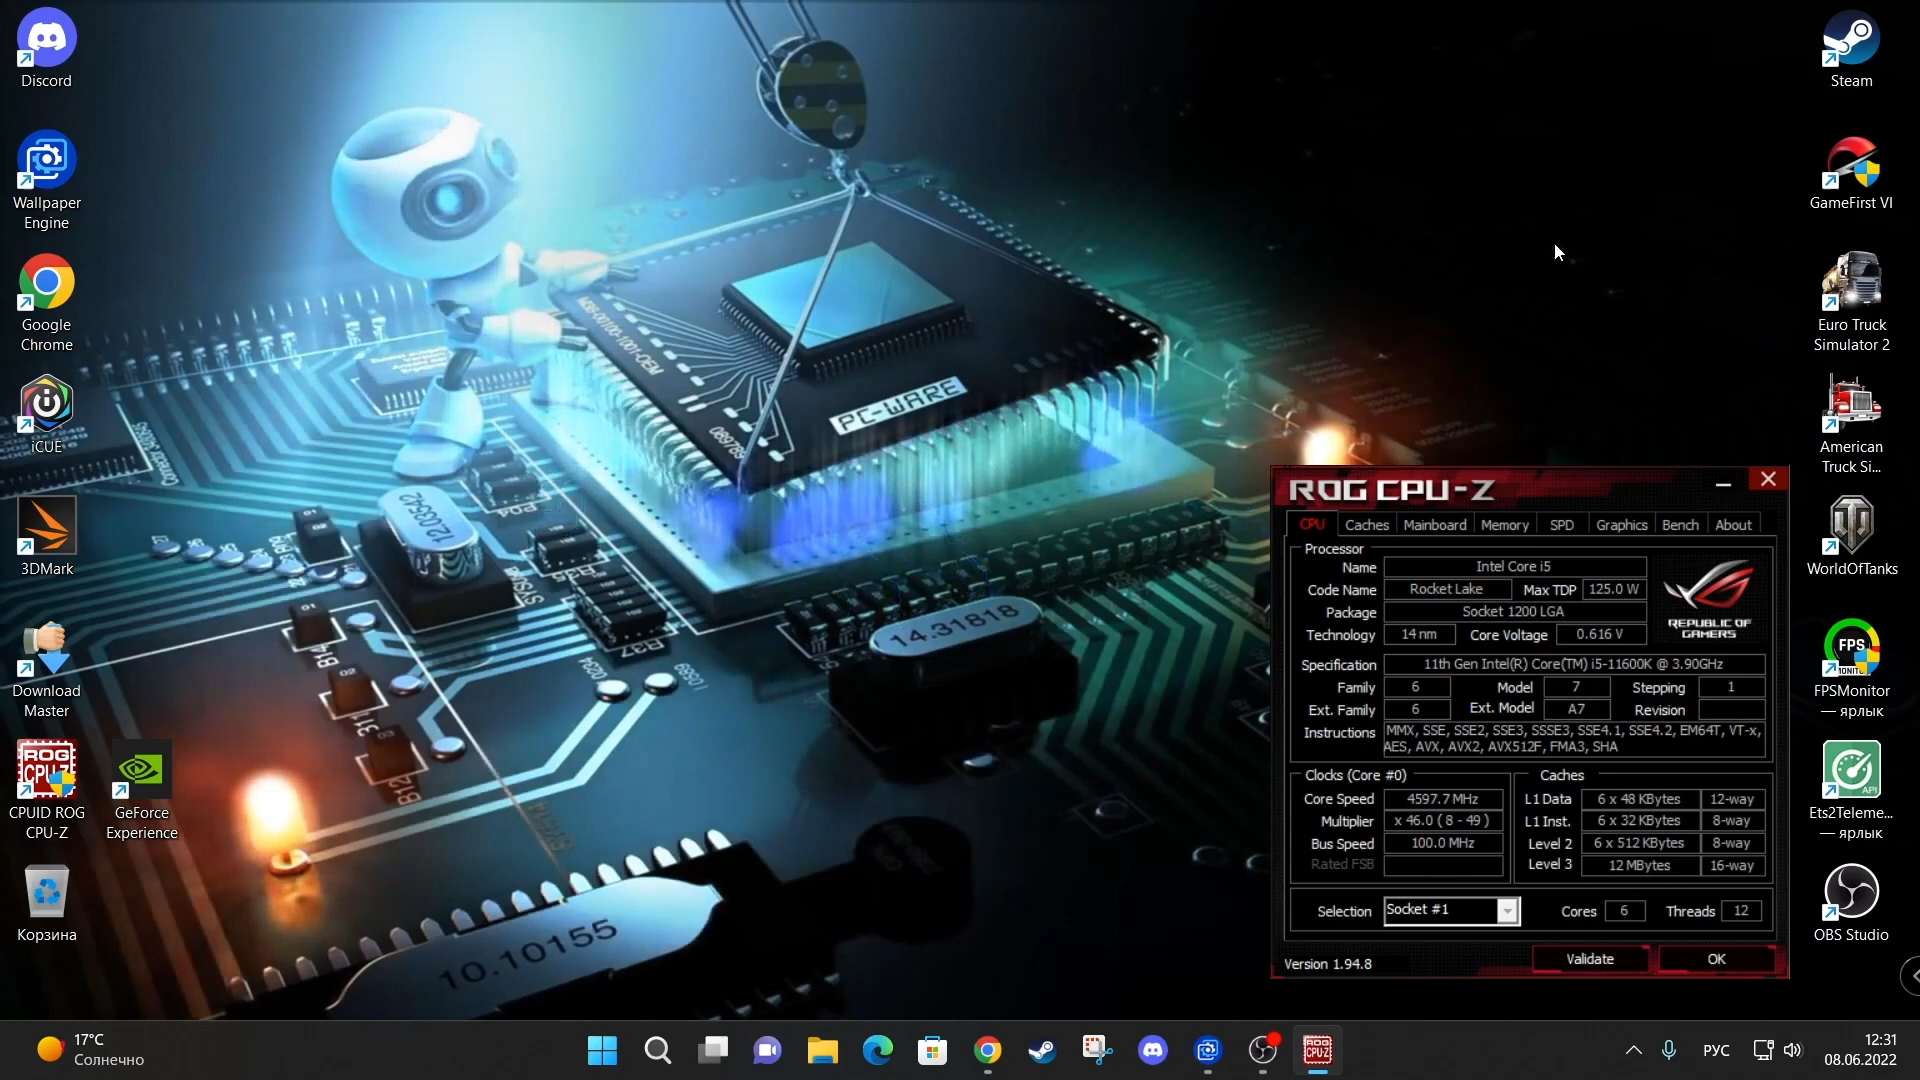 Discord
Wallpaper
Engine
Google
Chrome
iCUE
3DMark
Download
Master
CPUID ROG
CPU-Z
GeForce
Experience
Корзина
PC-WARE
089789
12.03542
14.31818
10.10155
Steam
GameFirst VI
Euro Truck
Simulator 2
American
Truck Si...
WorldOfTanks
FPS
FPSMonitor
— ярлык
API
Ets2Teleme...
— ярлык
OBS Studio
ROG CPU-Z
CPU Caches Mainboard Memory SPD Graphics Bench About
Processor
Name Intel Core i5
Code Name Rocket Lake Max TDP 125.0 W
Package Socket 1200 LGA
Technology 14 nm Core Voltage 0.616 V
REPUBLIC OF
GAMERS
Specification 11th Gen Intel(R) Core(TM) i5-11600K @ 3.90GHz
Family 6 Model 7 Stepping 1
Ext. Family 6 Ext. Model A7 Revision
Instructions MMX, SSE, SSE2, SSE3, SSSE3, SSE4.1, SSE4.2, EM64T, VT-x,
AES, AVX, AVX2, AVX512F, FMA3, SHA
Clocks (Core #0) Caches
Core Speed 4597.7 MHz L1 Data 6 x 48 KBytes 12-way
Multiplier x 46.0 ( 8 - 49 ) L1 Inst. 6 x 32 KBytes 8-way
Bus Speed 100.0 MHz Level 2 6 x 512 KBytes 8-way
Rated FSB Level 3 12 MBytes 16-way
Selection Socket #1 Cores 6 Threads 12
Version 1.94.8 Validate OK
17°C
Солнечно
ROG
CPU-Z
РУС
12:31
08.06.2022